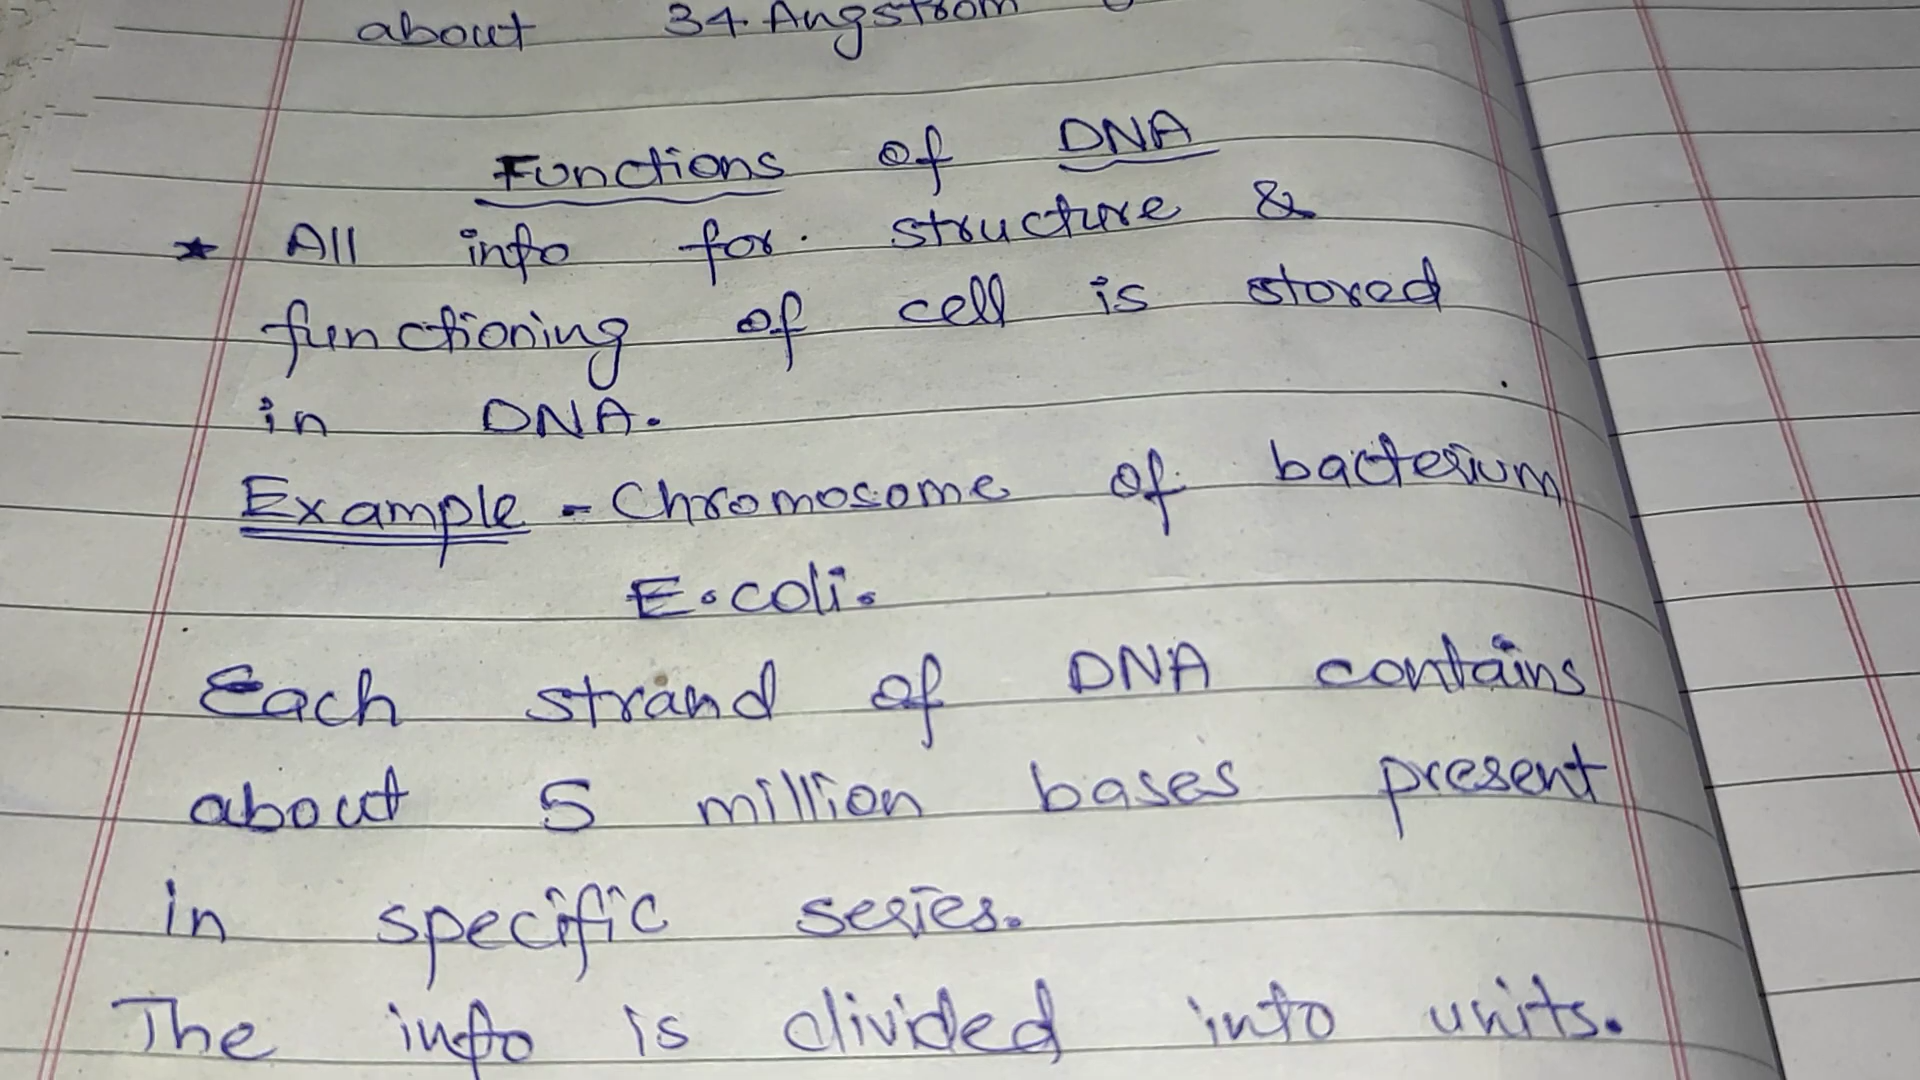 about 34 Angstrom
Functions of DNA
* All info for structure &
functioning of cell is stored
in DNA.
Example - Chromosome of bacterium
E.coli.
Each strand of DNA contains
about 5 million bases present
in specific series.
The info is divided into units.